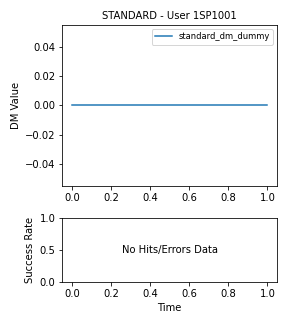 STANDARD - User 1SP1001
standard_dm_dummy
DM Value
0.04
0.02
0.00
−0.02
−0.04
0.0 0.2 0.4 0.6 0.8 1.0
Success Rate
1.0
0.5
0.0
No Hits/Errors Data
0.0 0.2 0.4 0.6 0.8 1.0
Time